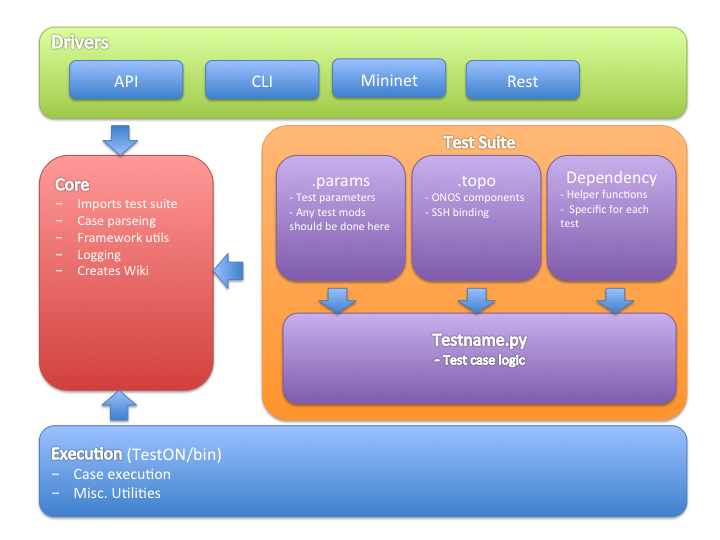 Drivers
API
CLI
Mininet
Rest
Core
– Imports test suite
– Case parseing
– Framework utils
– Logging
– Creates Wiki
Test Suite
.params
- Test parameters
- Any test mods
should be done here
.topo
- ONOS components
- SSH binding
Dependency
- Helper functions
- Specific for each
test
Testname.py
- Test case logic
Execution (TestON/bin)
– Case execution
– Misc. Utilities